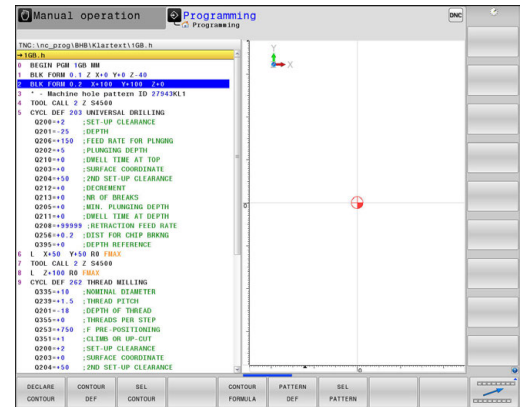 Manual operation
Programming
Programming
DNC
TNC:\nc_prog\BHB\Klartext\1GB.h
→1GB.h
0 BEGIN PGM 1GB MM
1 BLK FORM 0.1 Z X+0 Y+0 Z-40
2 BLK FORM 0.2 X+100 Y+100 Z+0
3 * - Machine hole pattern ID 27943KL1
4 TOOL CALL 2 Z S4500
5 CYCL DEF 203 UNIVERSAL DRILLING
Q200=+2 ;SET-UP CLEARANCE
Q201=-25 ;DEPTH
Q206=+150 ;FEED RATE FOR PLNGNG
Q202=+5 ;PLUNGING DEPTH
Q210=+0 ;DWELL TIME AT TOP
Q203=+0 ;SURFACE COORDINATE
Q204=+50 ;2ND SET-UP CLEARANCE
Q212=+0 ;DECREMENT
Q213=+0 ;NR OF BREAKS
Q205=+0 ;MIN. PLUNGING DEPTH
Q211=+0 ;DWELL TIME AT DEPTH
Q208=+99999 ;RETRACTION FEED RATE
Q256=+0.2 ;DIST FOR CHIP BRKNG
Q395=+0 ;DEPTH REFERENCE
6 L X+50 Y+50 R0 FMAX
7 TOOL CALL 2 Z S4500
8 L Z+100 R0 FMAX
9 CYCL DEF 262 THREAD MILLING
Q335=+10 ;NOMINAL DIAMETER
Q239=+1.5 ;THREAD PITCH
Q201=-18 ;DEPTH OF THREAD
Q355=+0 ;THREADS PER STEP
Q253=+750 ;F PRE-POSITIONING
Q351=+1 ;CLIMB OR UP-CUT
Q200=+2 ;SET-UP CLEARANCE
Q203=+0 ;SURFACE COORDINATE
Q204=+50 ;2ND SET-UP CLEARANCE
Y
X
0
0
DECLARE CONTOUR
CONTOUR DEF
SEL CONTOUR
CONTOUR FORMULA
PATTERN DEF
SEL PATTERN